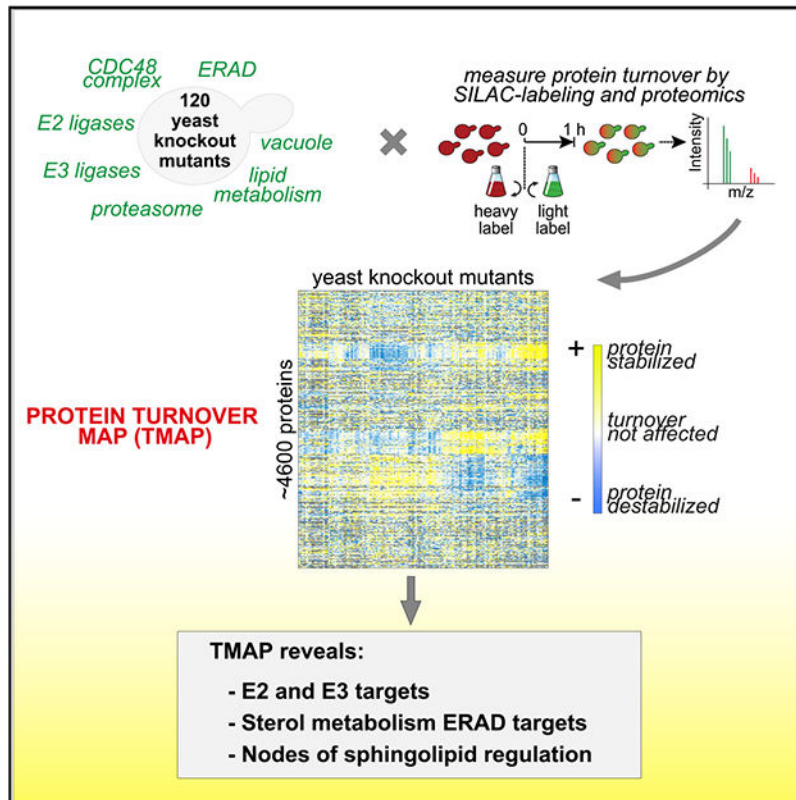 CDC48
complex
ERAD
120
yeast
knockout
mutants
E2 ligases
vacuole
E3 ligases
lipid
metabolism
proteasome
measure protein turnover by
SILAC-labeling and proteomics
0
1 h
heavy
label
light
label
Intensity
m/z
yeast knockout mutants
~4600 proteins
PROTEIN TURNOVER
MAP (TMAP)
+
protein
stabilized
turnover
not affected
-
protein
destabilized
TMAP reveals:
- E2 and E3 targets
- Sterol metabolism ERAD targets
- Nodes of sphingolipid regulation